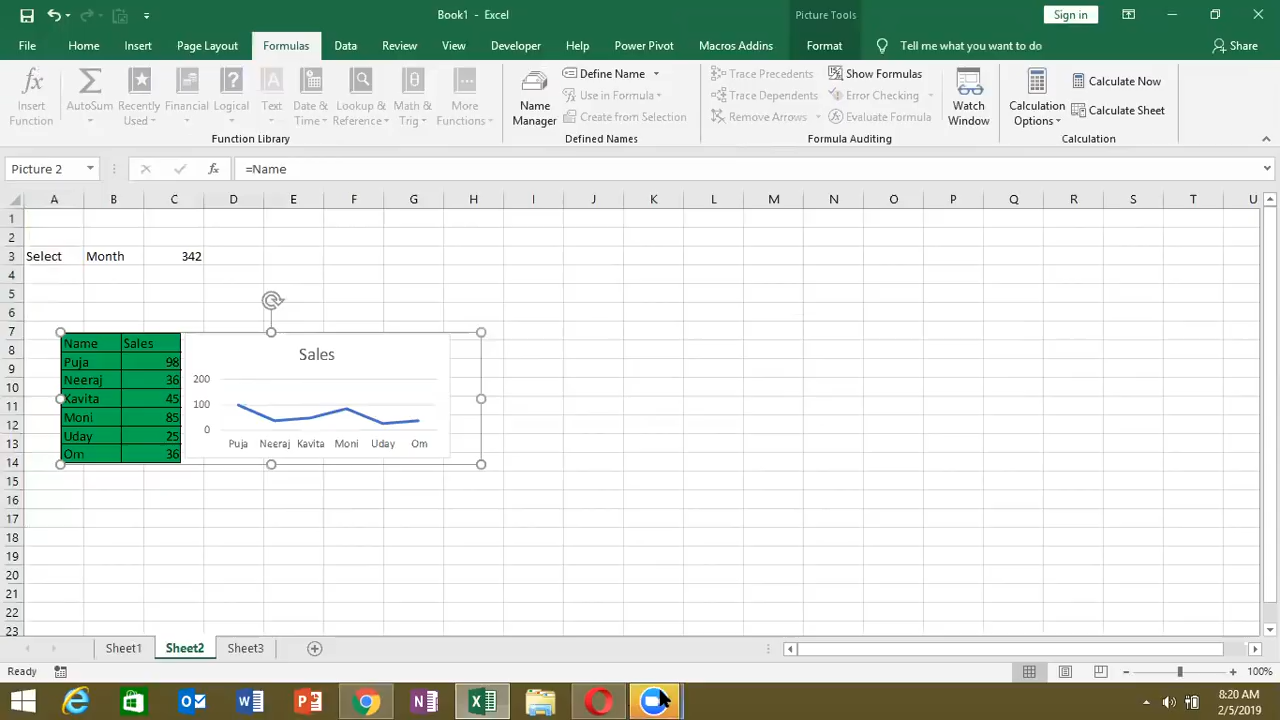 Book1 - Excel
Picture Tools
Sign in
File Home Insert Page Layout Formulas Data Review View Developer Help Power Pivot Macros Addins Format Tell me what you want to do Share
Insert Function
AutoSum
Recently Used
Financial
Logical
Text
Date & Time
Lookup & Reference
Math & Trig
More Functions
Function Library
Name Manager
Define Name
Use in Formula
Create from Selection
Defined Names
Trace Precedents
Trace Dependents
Remove Arrows
Show Formulas
Error Checking
Evaluate Formula
Formula Auditing
Watch Window
Calculation Options
Calculate Now
Calculate Sheet
Calculation
Picture 2 fx =Name
A B C D E F G H I J K L M N O P Q R S T U
1
2
3 Select Month 342
4
5
6
7
8
9
10
11
12
13
14
15
16
17
18
19
20
21
22
23
Name Sales
Puja 98
Neeraj 36
Kavita 45
Moni 85
Uday 25
Om 36
Sales
200
100
0
Puja Neeraj Kavita Moni Uday Om
Sheet1 Sheet2 Sheet3
Ready
100%
8:20 AM
2/5/2019